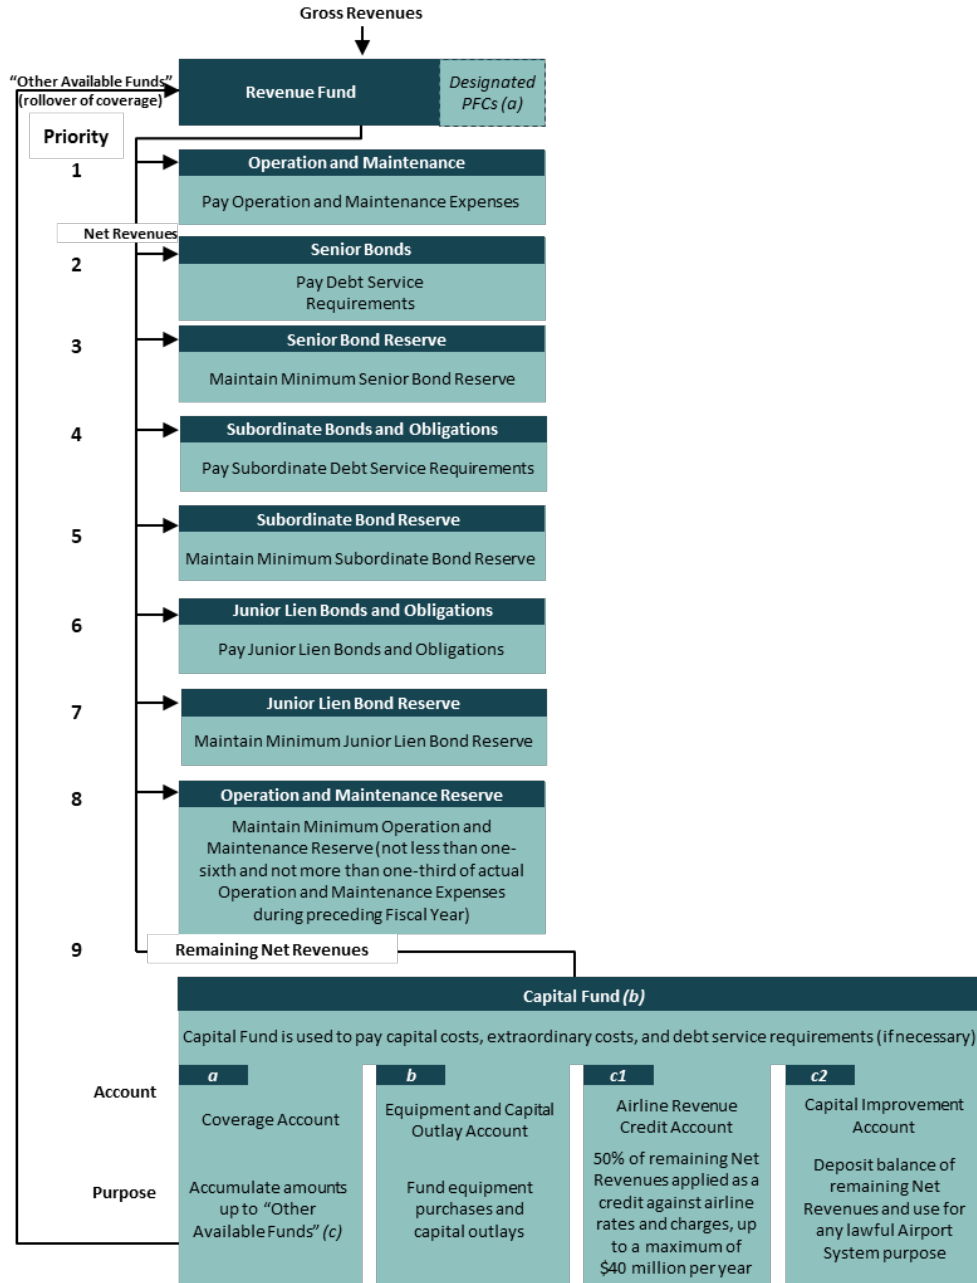 Gross Revenues
"Other Available Funds"
(rollover of coverage)
Revenue Fund
Designated
PFCs (a)
Priority
1
Operation and Maintenance
Pay Operation and Maintenance Expenses
Net Revenues
2
Senior Bonds
Pay Debt Service
Requirements
3
Senior Bond Reserve
Maintain Minimum Senior Bond Reserve
4
Subordinate Bonds and Obligations
Pay Subordinate Debt Service Requirements
5
Subordinate Bond Reserve
Maintain Minimum Subordinate Bond Reserve
6
Junior Lien Bonds and Obligations
Pay Junior Lien Bonds and Obligations
7
Junior Lien Bond Reserve
Maintain Minimum Junior Lien Bond Reserve
8
Operation and Maintenance Reserve
Maintain Minimum Operation and
Maintenance Reserve (not less than one-
sixth and not more than one-third of actual
Operation and Maintenance Expenses
during preceding Fiscal Year)
9
Remaining Net Revenues
Capital Fund (b)
Capital Fund is used to pay capital costs, extraordinary costs, and debt service requirements (if necessary)
Account
Purpose
a
Coverage Account
Accumulate amounts
up to "Other
Available Funds" (c)
b
Equipment and Capital
Outlay Account
Fund equipment
purchases and
capital outlays
c1
Airline Revenue
Credit Account
50% of remaining Net
Revenues applied as a
credit against airline
rates and charges, up
to a maximum of
$40 million per year
c2
Capital Improvement
Account
Deposit balance of
remaining Net
Revenues and use for
any lawful Airport
System purpose